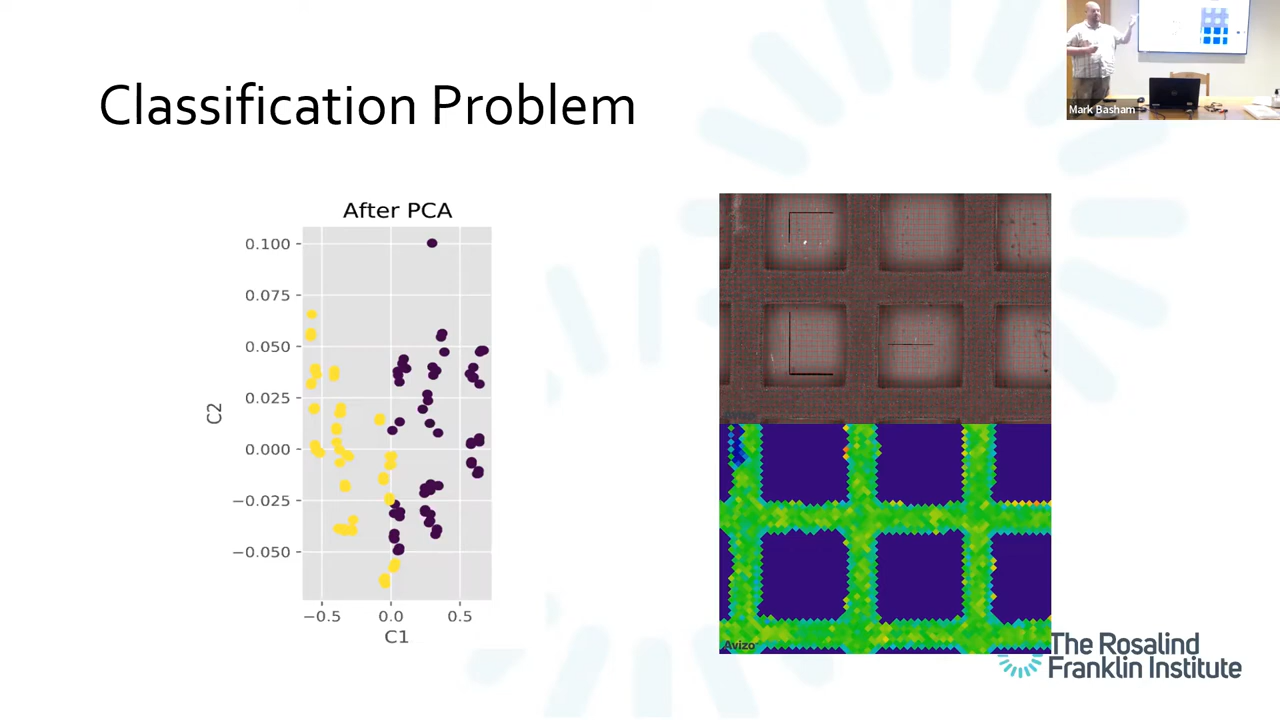 Classification Problem
Mark Basham
After PCA
0.100
0.075
0.050
0.025
0.000
−0.025
−0.050
C2
−0.5 0.0 0.5
C1
Avizo
Avizo
The Rosalind
Franklin Institute